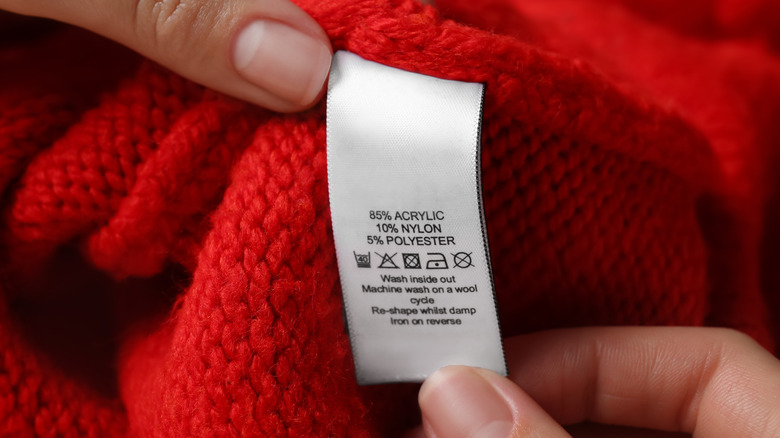 85% ACRYLIC
10% NYLON
5% POLYESTER
40
Wash inside out
Machine wash on a wool
cycle
Re-shape whilst damp
Iron on reverse